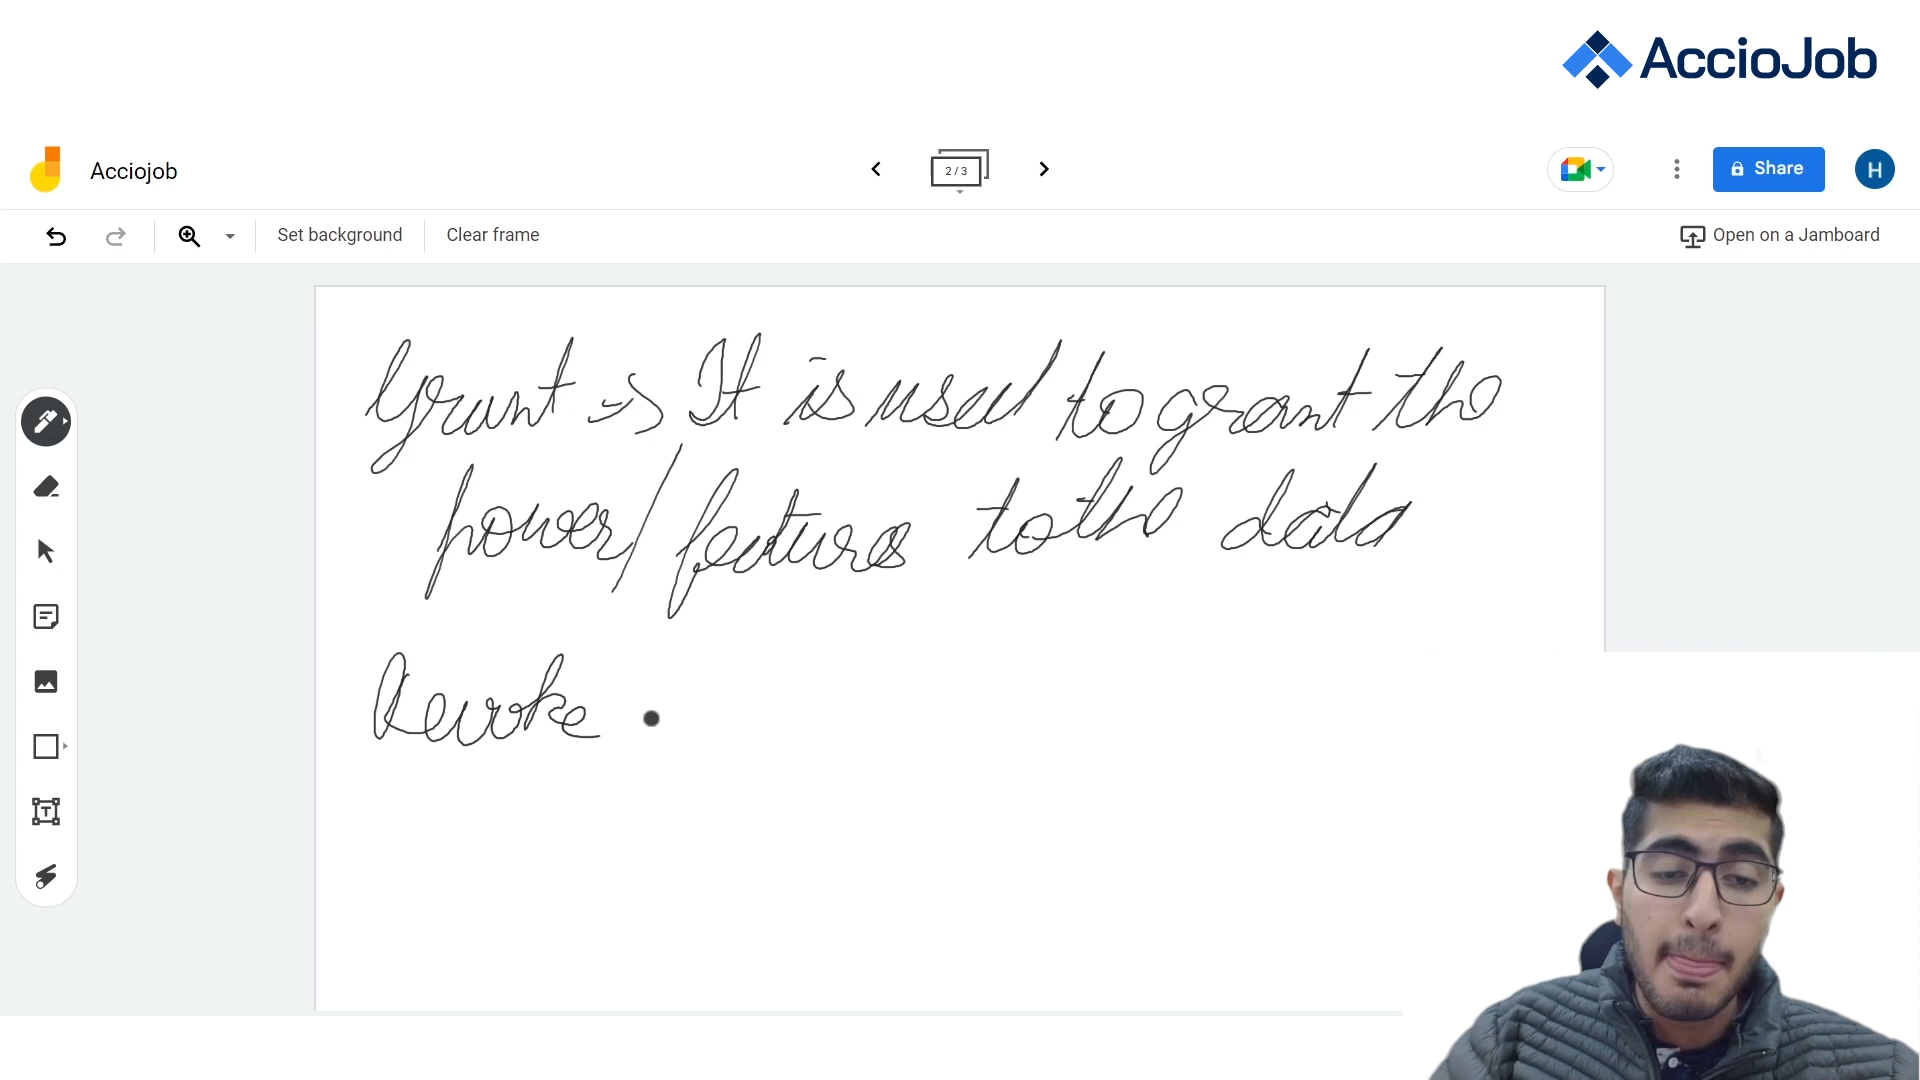 AccioJob
Acciojob
2 / 3
Share
H
Set background
Clear frame
Open on a Jamboard
Grant => It is used to grant the
power/features to the data
Revoke
T